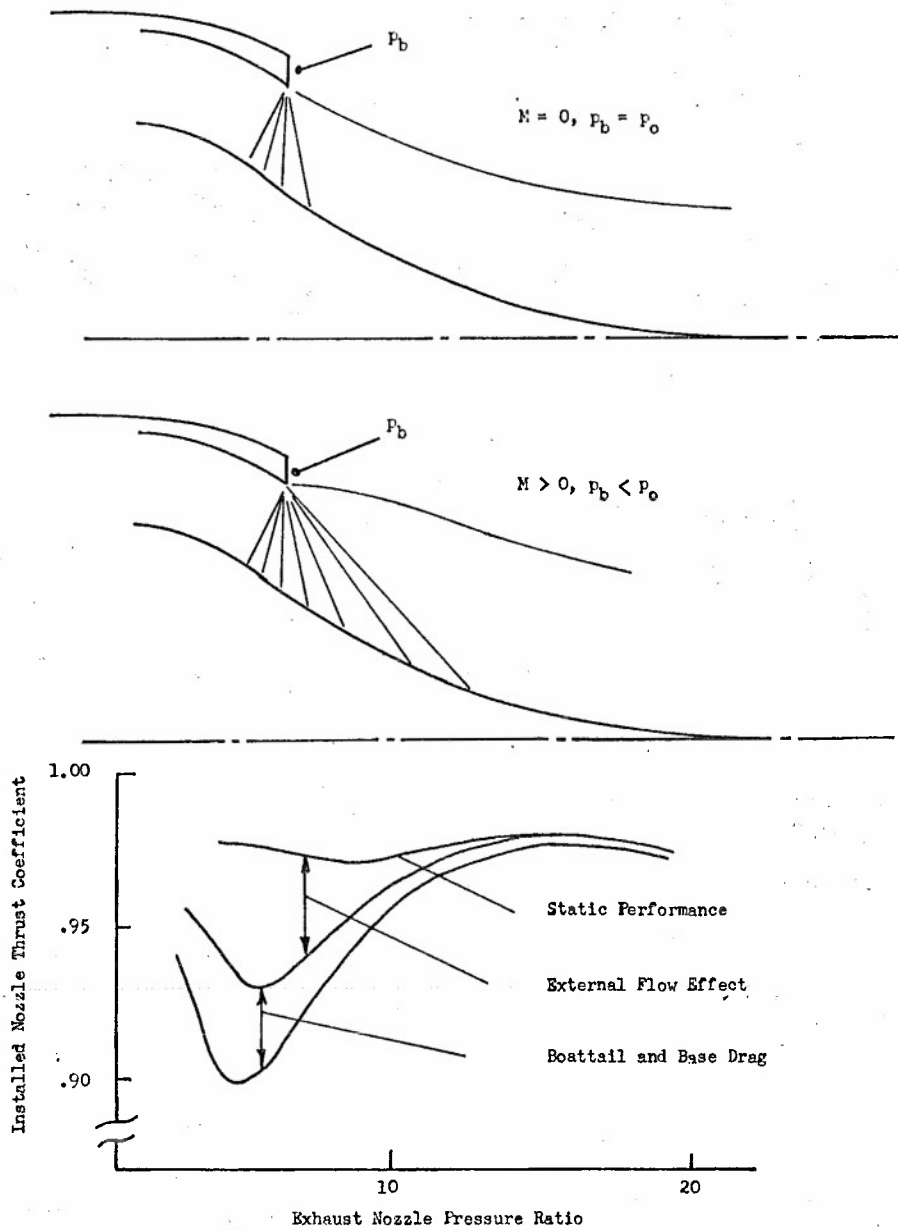 P_b
M = 0, p_b = p_o
P_b
M > 0, p_b < p_o
1.00
.95
.90
Installed Nozzle Thrust Coefficient
Static Performance
External Flow Effect
Boattail and Base Drag
10
20
Exhaust Nozzle Pressure Ratio